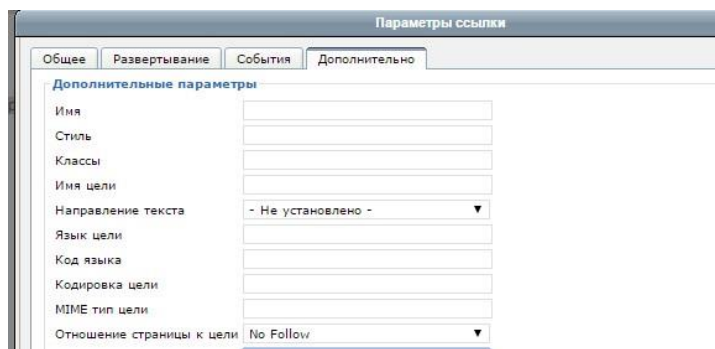 Параметры ссылки
Общее Развертывание События Дополнительно
Дополнительные параметры
Имя
Стиль
Классы
Имя цели
Направление текста - Не установлено -
Язык цели
Код языка
Кодировка цели
MIME тип цели
Отношение страницы к цели No Follow